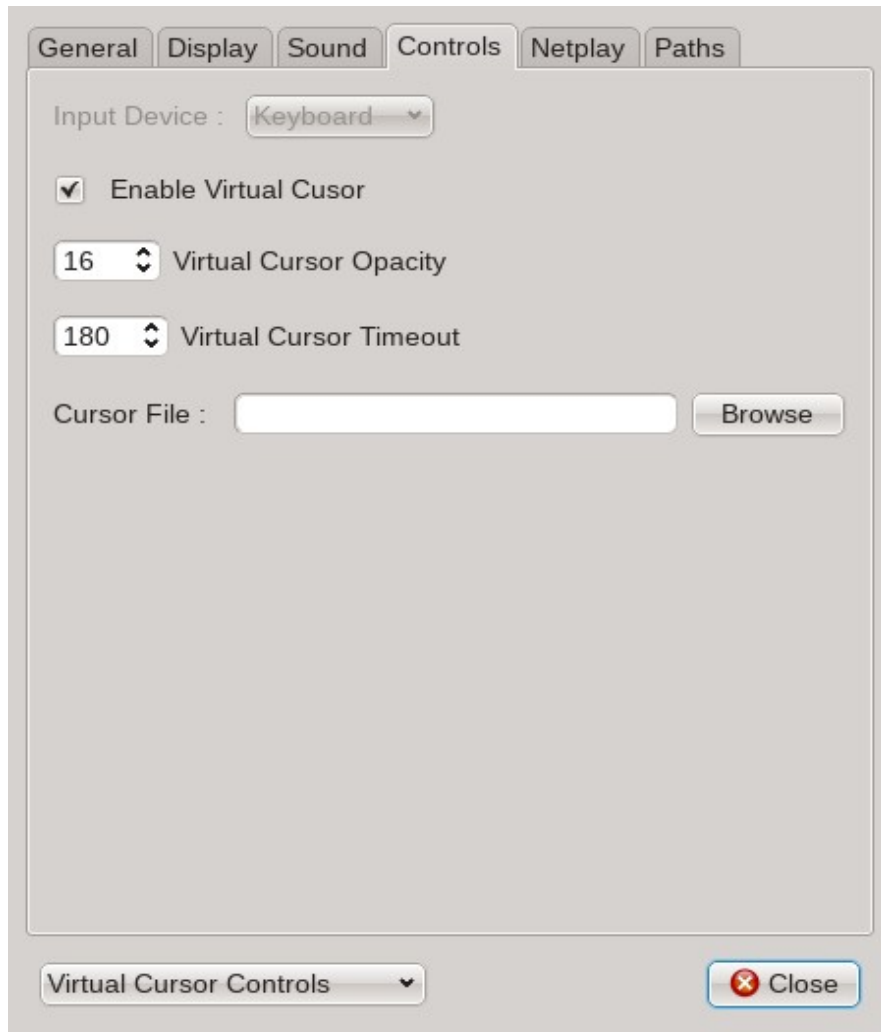 General Display Sound Controls Netplay Paths
Input Device : Keyboard
Enable Virtual Cusor
16 Virtual Cursor Opacity
180 Virtual Cursor Timeout
Cursor File : Browse
Virtual Cursor Controls Close